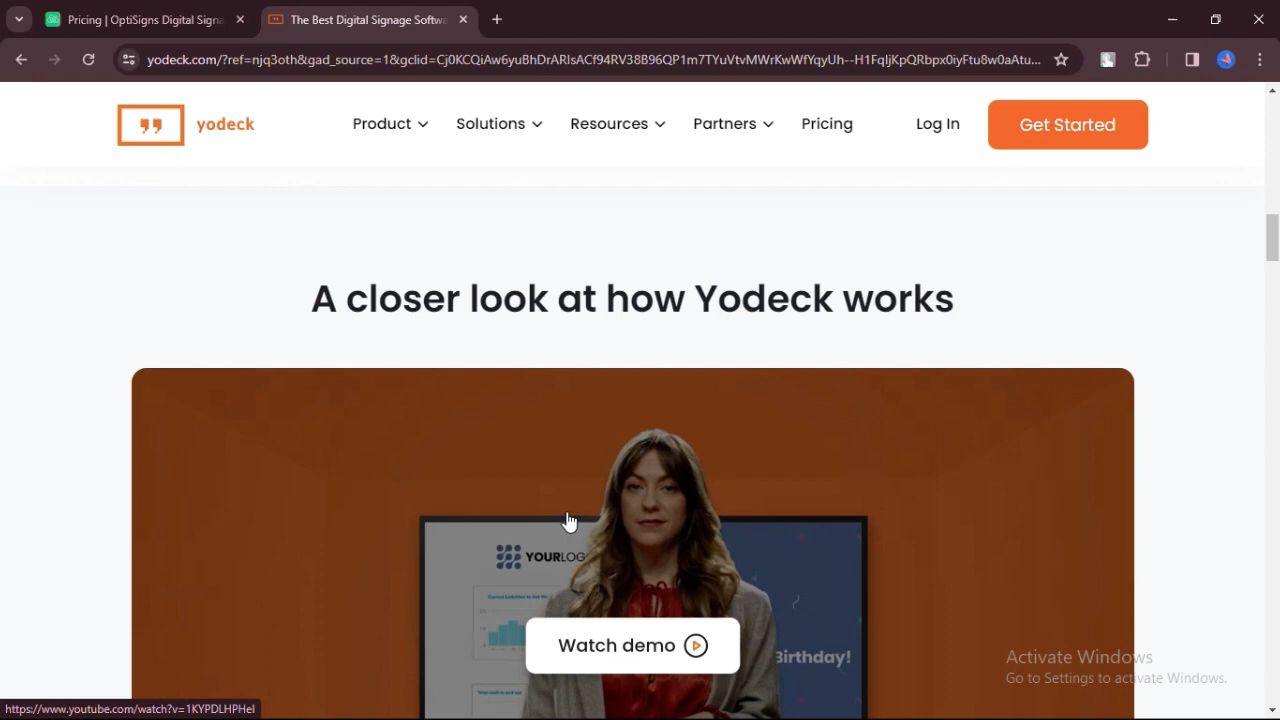 Pricing | OptiSigns Digital Signa
The Best Digital Signage Softwa
yodeck.com/?ref=njq3oth&gad_source=1&gclid=Cj0KCQiAw6yuBhDrARIsACf94RV38B96QP1m7TYuVtvMWrKwWfYqyUh--H1FqIjKpQRbpx0iyFtu8w0aAtu...
yodeck
Product
Solutions
Resources
Partners
Pricing
Log In
Get Started
A closer look at how Yodeck works
YOURLOG
Birthday!
Watch demo
Activate Windows
Go to Settings to activate Windows.
https://www.youtube.com/watch?v=1KYPDLHPHeI